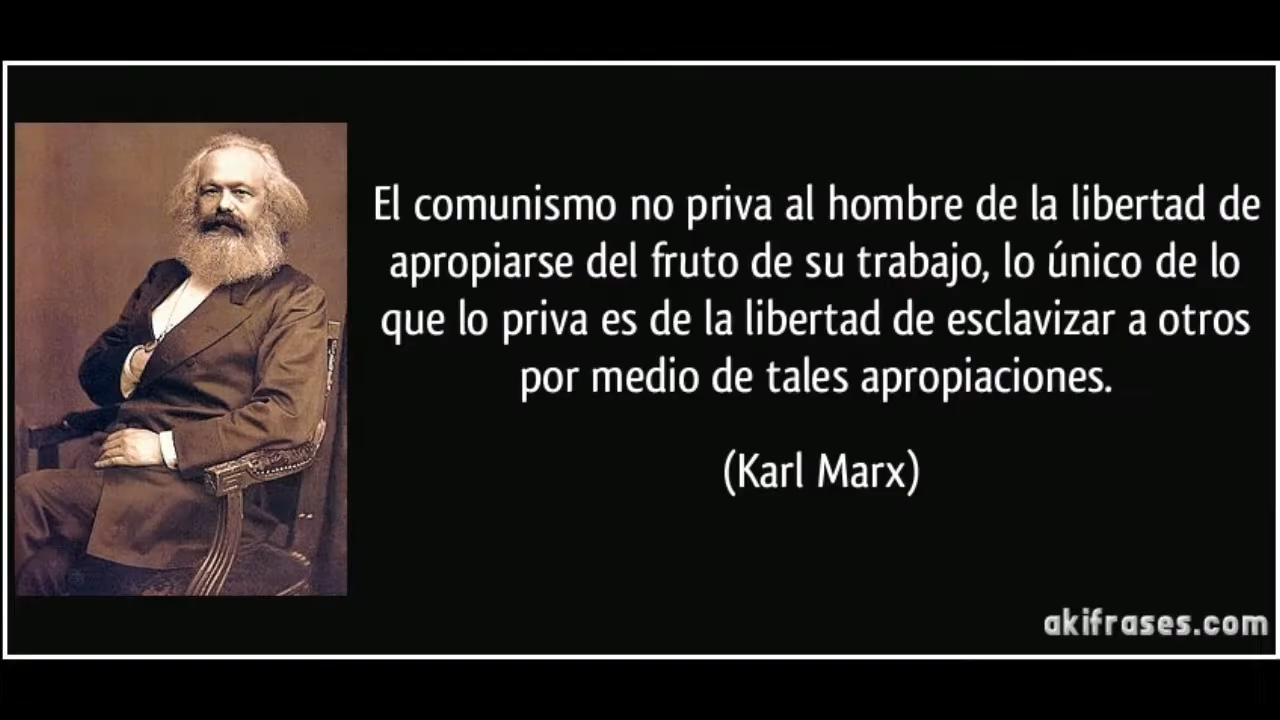 El comunismo no priva al hombre de la libertad de
apropiarse del fruto de su trabajo, lo único de lo
que lo priva es de la libertad de esclavizar a otros
por medio de tales apropiaciones.
(Karl Marx)
akifrases.com